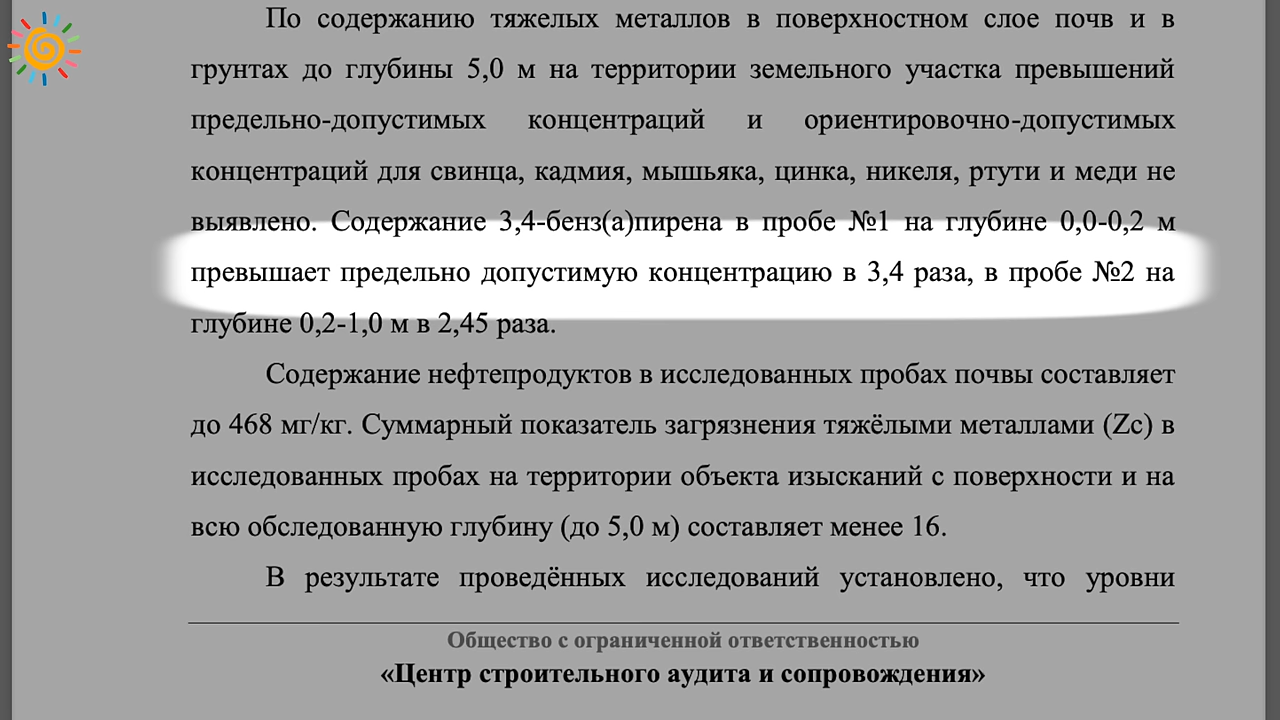 По содержанию тяжелых металлов в поверхностном слое почв и в
грунтах до глубины 5,0 м на территории земельного участка превышений
предельно-допустимых концентраций и ориентировочно-допустимых
концентраций для свинца, кадмия, мышьяка, цинка, никеля, ртути и меди не
выявлено. Содержание 3,4-бенз(а)пирена в пробе №1 на глубине 0,0-0,2 м
превышает предельно допустимую концентрацию в 3,4 раза, в пробе №2 на
глубине 0,2-1,0 м в 2,45 раза.
Содержание нефтепродуктов в исследованных пробах почвы составляет
до 468 мг/кг. Суммарный показатель загрязнения тяжёлыми металлами (Zc) в
исследованных пробах на территории объекта изысканий с поверхности и на
всю обследованную глубину (до 5,0 м) составляет менее 16.
В результате проведённых исследований установлено, что уровни
Общество с ограниченной ответственностью
«Центр строительного аудита и сопровождения»